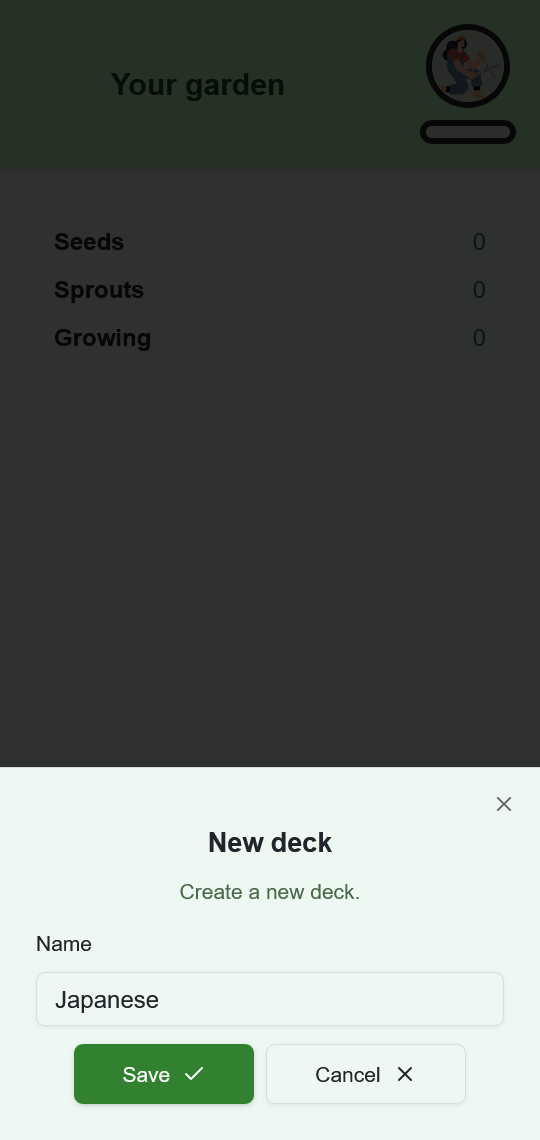 Your garden
Seeds 0
Sprouts 0
Growing 0
New deck
Create a new deck.
Name
Japanese
Save
Cancel